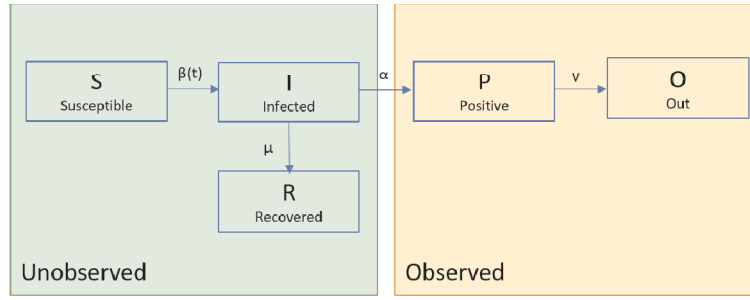 S
Susceptible
β(t)
I
Infected
α
P
Positive
ν
O
Out
μ
R
Recovered
Unobserved
Observed